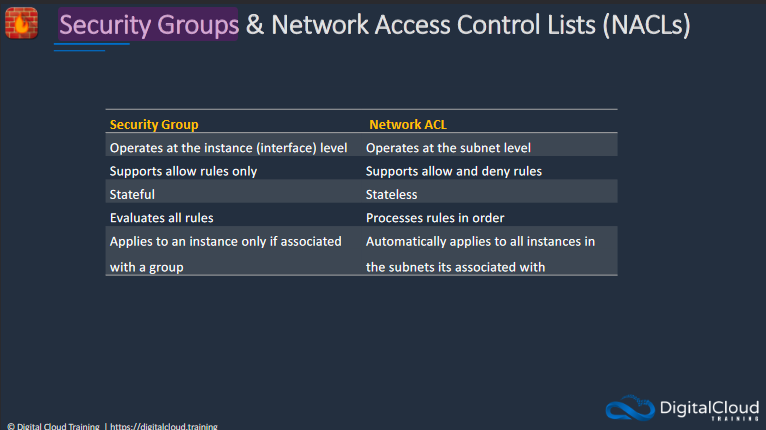 Security Groups & Network Access Control Lists (NACLs)
Security Group Network ACL
Operates at the instance (interface) level Operates at the subnet level
Supports allow rules only Supports allow and deny rules
Stateful Stateless
Evaluates all rules Processes rules in order
Applies to an instance only if associated Automatically applies to all instances in
with a group the subnets its associated with
DigitalCloud
TRAINING
© Digital Cloud Training | https://digitalcloud.training